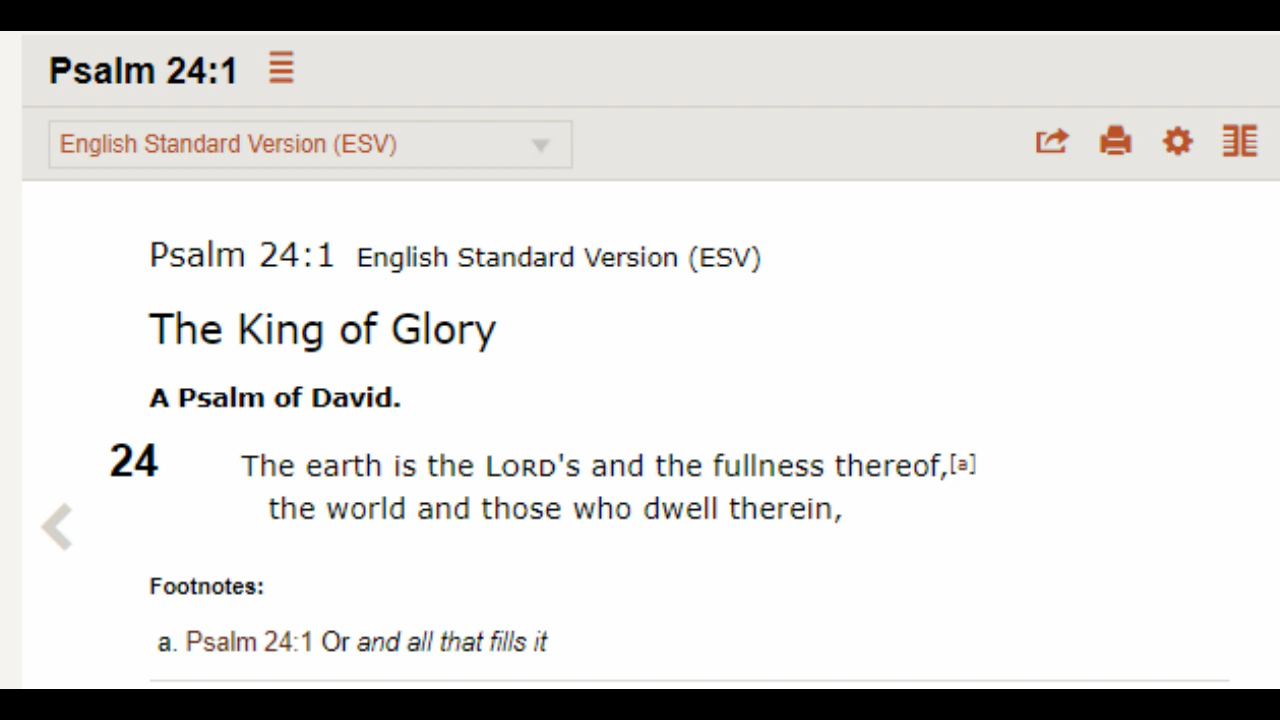 Psalm 24:1
English Standard Version (ESV)
Psalm 24:1 English Standard Version (ESV)
The King of Glory
A Psalm of David.
24 The earth is the LORD's and the fullness thereof,[a]
the world and those who dwell therein,
Footnotes:
a. Psalm 24:1 Or and all that fills it